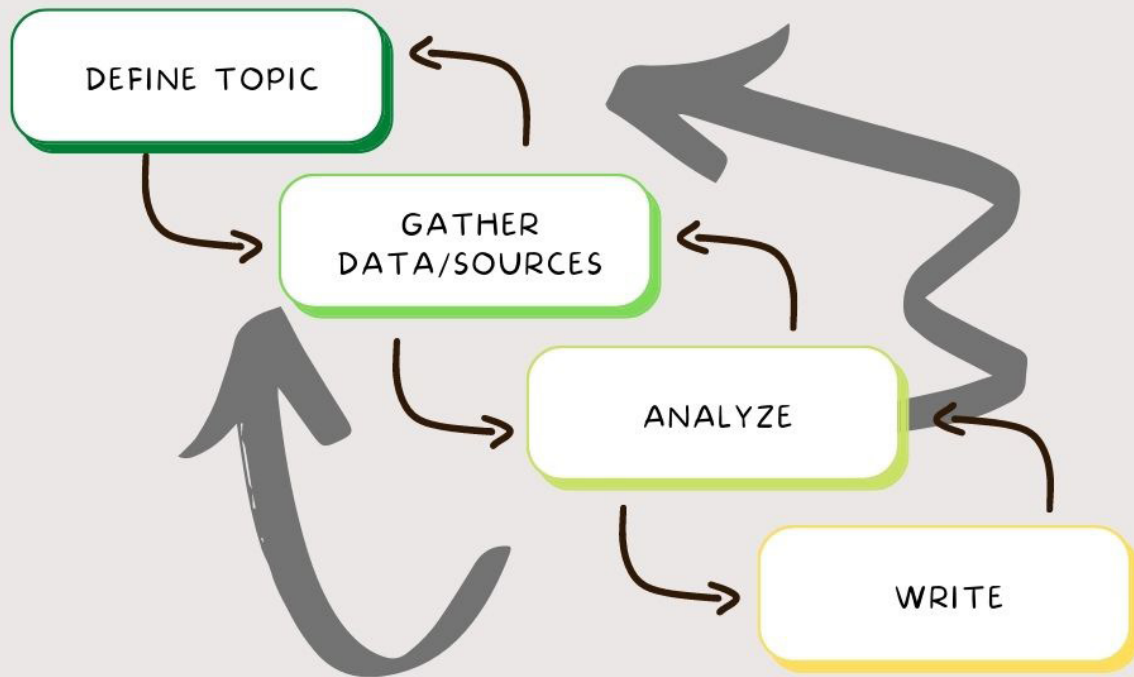 DEFINE TOPIC
GATHER
DATA/SOURCES
ANALYZE
WRITE